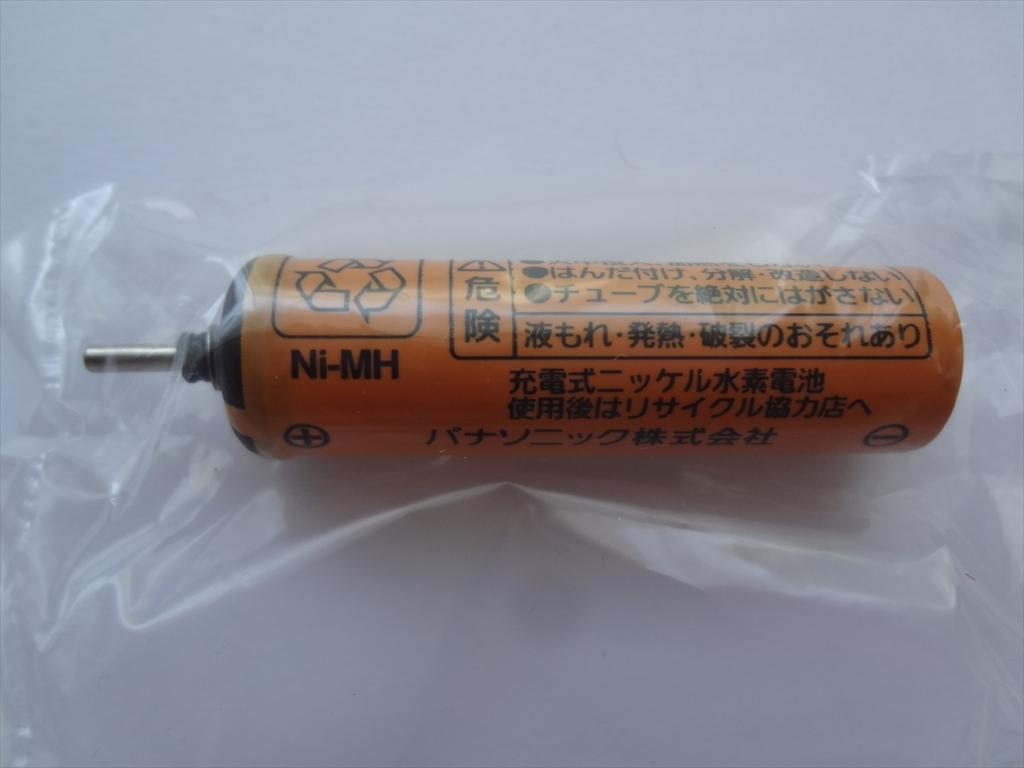 危険
●はんだ付け、分解・改造しない
●チューブを絶対にはがさない
液もれ・発熱・破裂のおそれあり
Ni-MH
充電式ニッケル水素電池
使用後はリサイクル協力店へ
⊕ パナソニック株式会社 ⊖